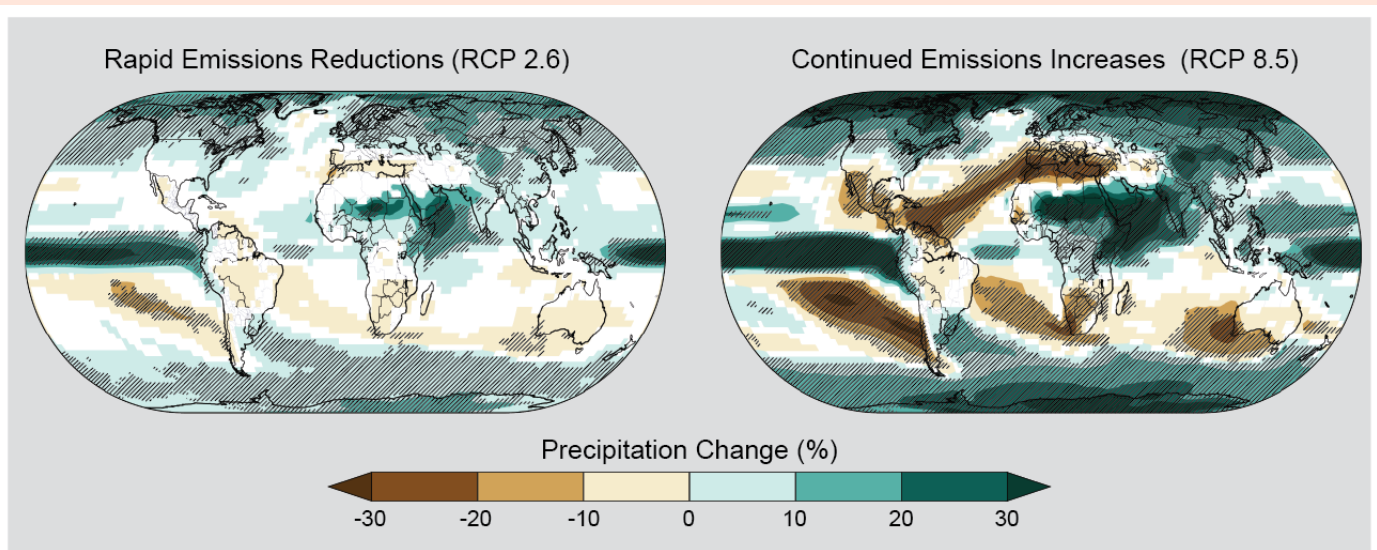 Rapid Emissions Reductions (RCP 2.6)
Continued Emissions Increases (RCP 8.5)
Precipitation Change (%)
-30 -20 -10 0 10 20 30